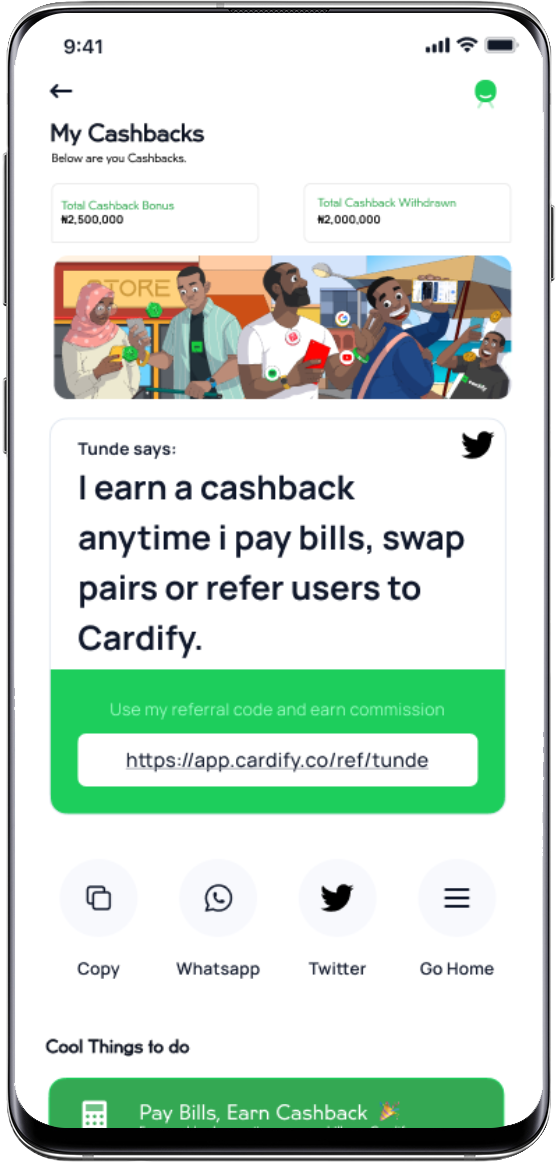 9:41
My Cashbacks
Below are you Cashbacks.
Total Cashback Bonus
₦2,500,000
Total Cashback Withdrawn
₦2,000,000
STORE
cardify
Tunde says:
I earn a cashback
anytime i pay bills, swap
pairs or refer users to
Cardify.
Use my referral code and earn commission
https://app.cardify.co/ref/tunde
Copy
Whatsapp
Twitter
Go Home
Cool Things to do
Pay Bills, Earn Cashback 🎉